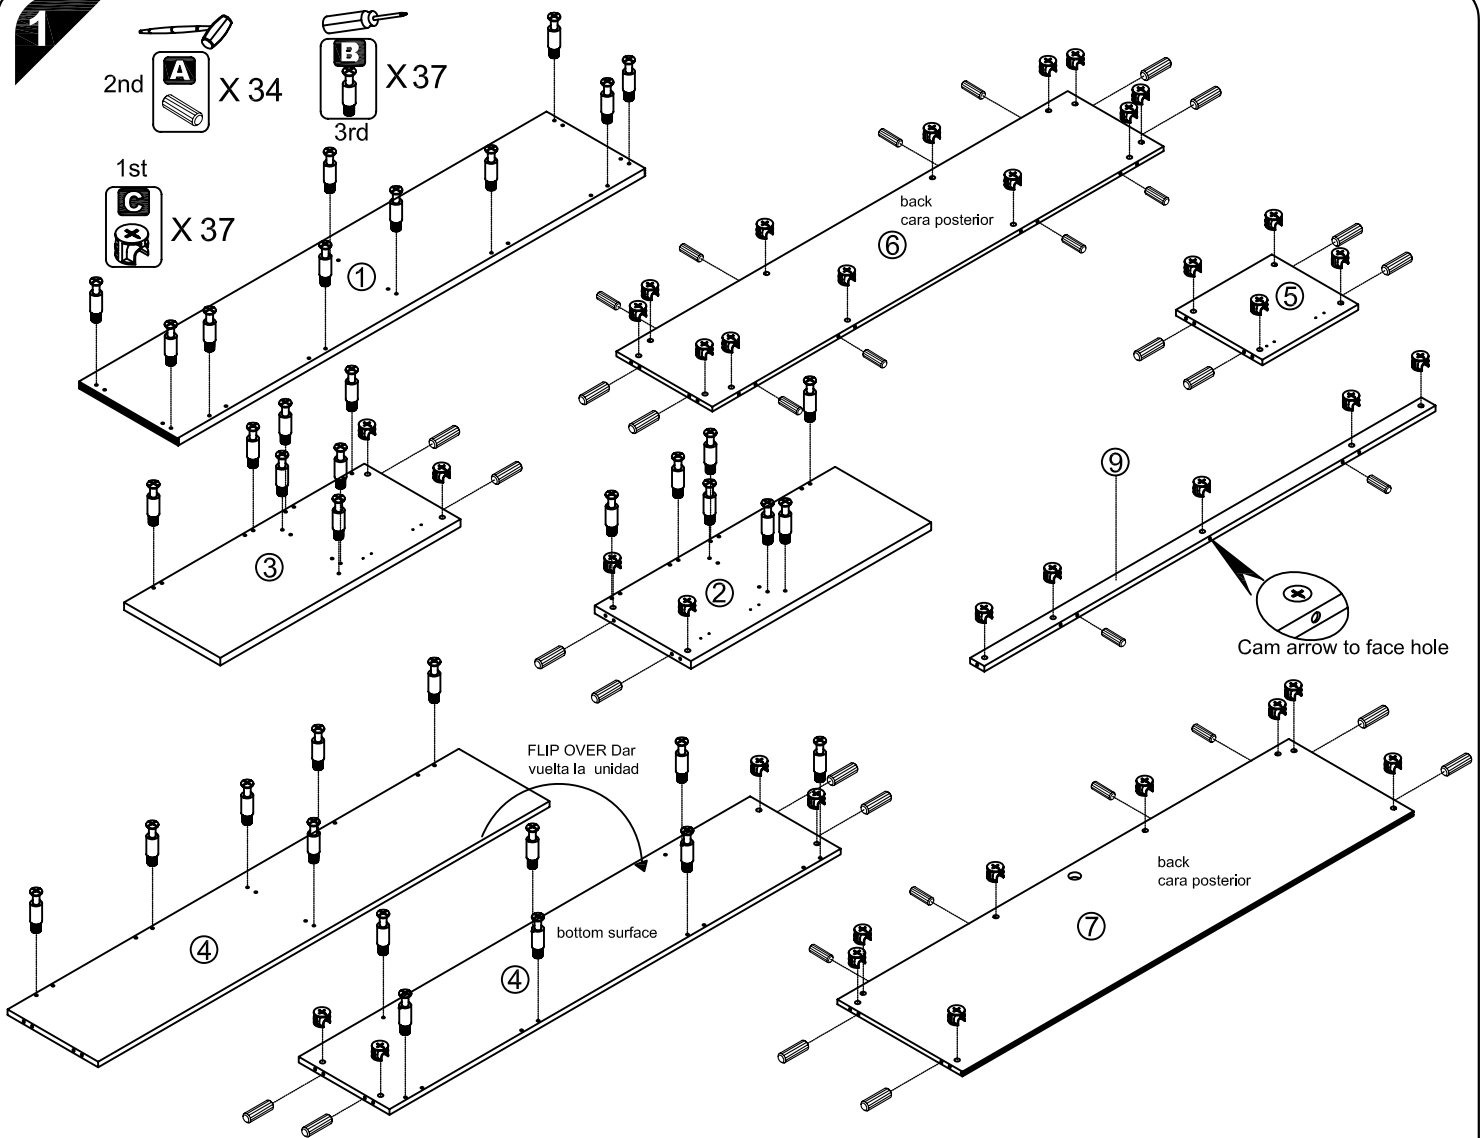 1
2nd
A
X 34
B
X 37
3rd
1st
C
X 37
1
back
cara posterior
6
5
3
2
9
Cam arrow to face hole
FLIP OVER Dar
vuelta la unidad
4
bottom surface
4
back
cara posterior
7